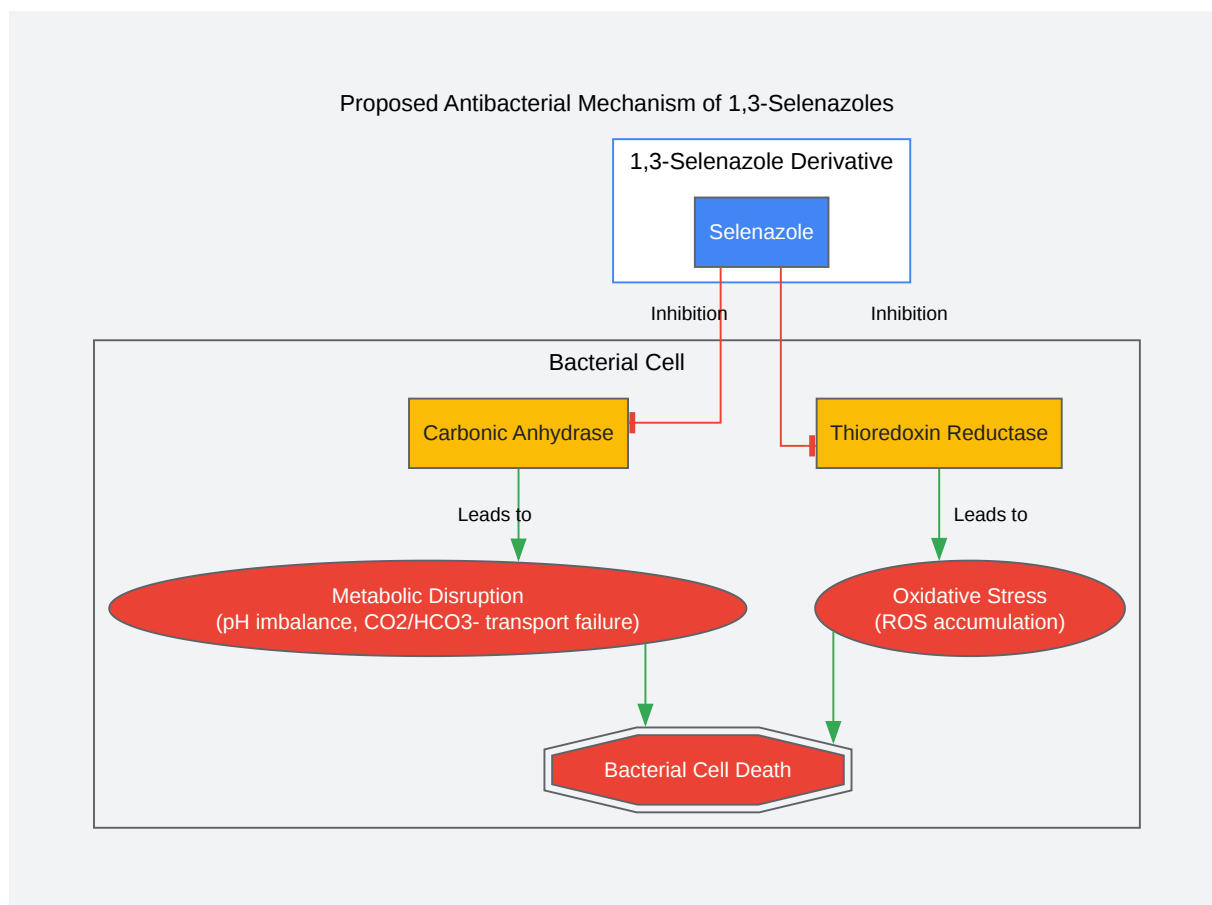 Proposed Antibacterial Mechanism of 1,3-Selenazoles
1,3-Selenazole Derivative
Selenazole
Inhibition
Inhibition
Bacterial Cell
Carbonic Anhydrase
Thioredoxin Reductase
Leads to
Leads to
Metabolic Disruption
(pH imbalance, CO2/HCO3- transport failure)
Oxidative Stress
(ROS accumulation)
Bacterial Cell Death